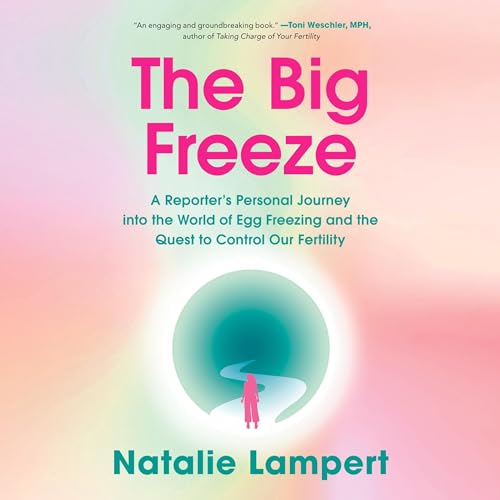 “An engaging and groundbreaking book.” —Toni Weschler, MPH,
author of Taking Charge of Your Fertility
The Big
Freeze
A Reporter’s Personal Journey
into the World of Egg Freezing and the
Quest to Control Our Fertility
Natalie Lampert